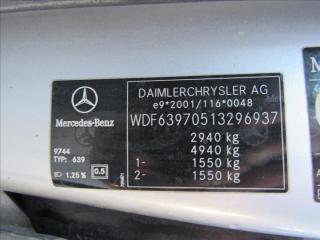 DAIMLERCHRYSLER AG
e9*2001/116*0048
Mercedes-Benz
WDF63970513296937
2940 kg
9744
4940 kg
TYP: 639
1- 1550 kg
1.25 % 0.5
2- 1550 kg